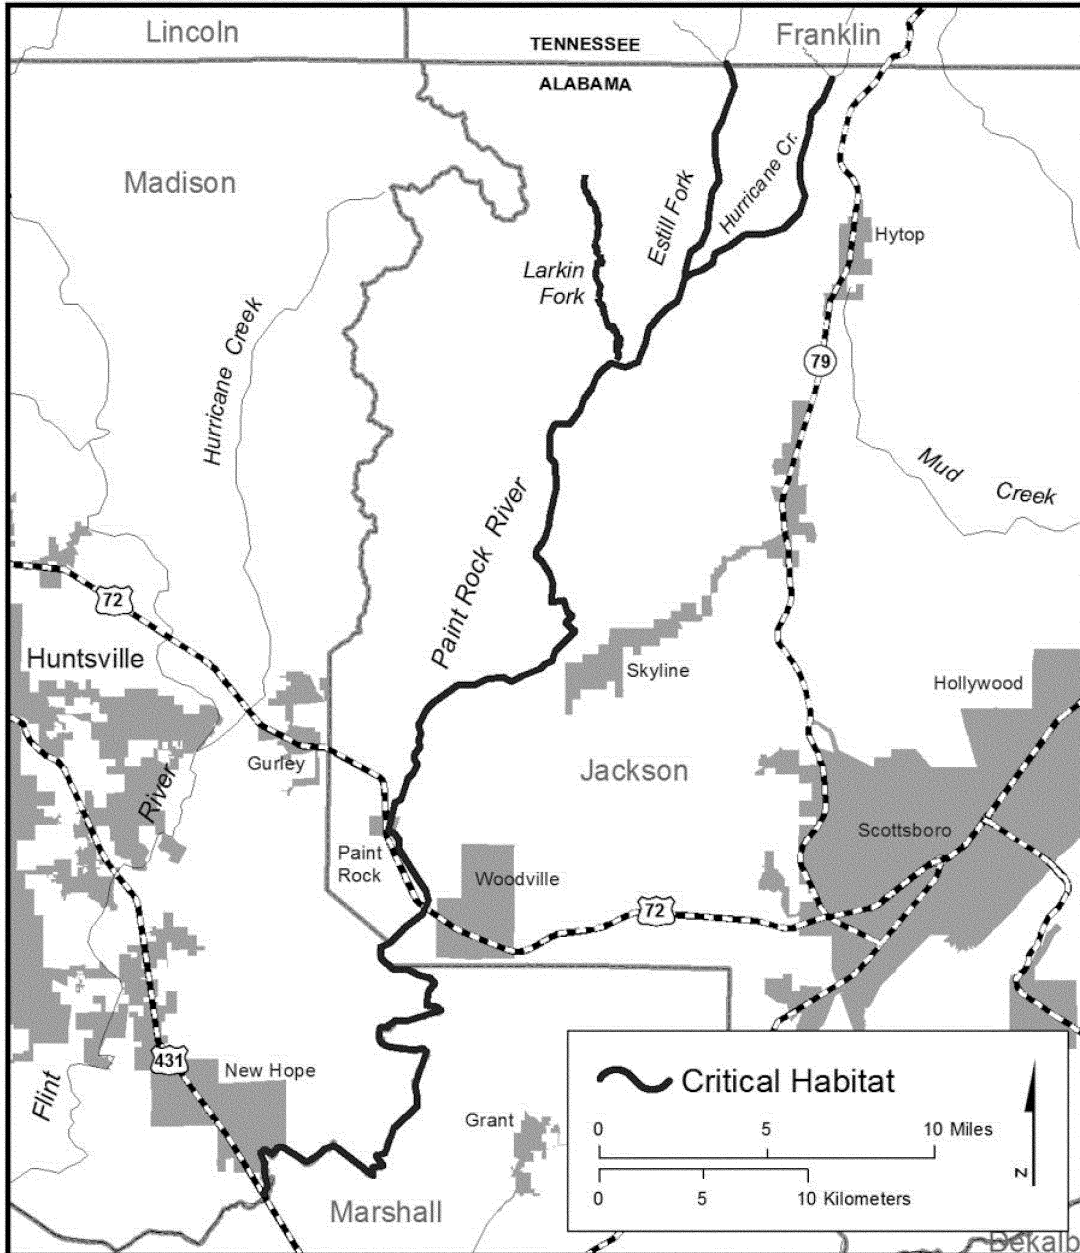 Lincoln
Franklin
TENNESSEE
ALABAMA
Madison
Estill Fork
Hurricane Cr.
Hytop
Larkin
Fork
Hurricane Creek
79
Mud Creek
Paint Rock River
72
Huntsville
Skyline
Hollywood
Gurley
Jackson
River
Scottsboro
Paint
Rock
Woodville
72
431
New Hope
Flint
Grant
Marshall
Critical Habitat
0 5 10 Miles
0 5 10 Kilometers
N
Dekalb